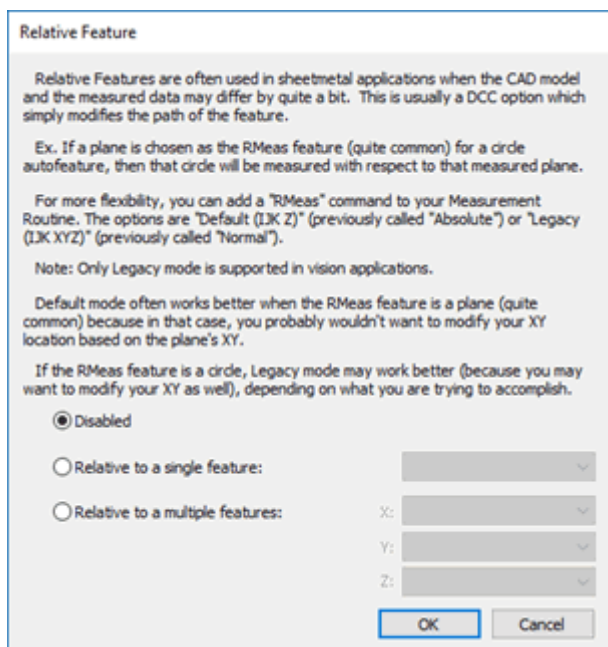 Relative Feature
Relative Features are often used in sheetmetal applications when the CAD model
and the measured data may differ by quite a bit.  This is usually a DCC option which
simply modifies the path of the feature.
Ex. If a plane is chosen as the RMeas feature (quite common) for a circle
autofeature, then that circle will be measured with respect to that measured plane.
For more flexibility, you can add a "RMeas" command to your Measurement
Routine. The options are "Default (IJK Z)" (previously called "Absolute") or "Legacy
(IJK XYZ)" (previously called "Normal").
Note: Only Legacy mode is supported in vision applications.
Default mode often works better when the RMeas feature is a plane (quite
common) because in that case, you probably wouldn't want to modify your XY
location based on the plane's XY.
If the RMeas feature is a circle, Legacy mode may work better (because you may
want to modify your XY as well), depending on what you are trying to accomplish.
Disabled
Relative to a single feature:
Relative to a multiple features:
X:
Y:
Z:
OK
Cancel